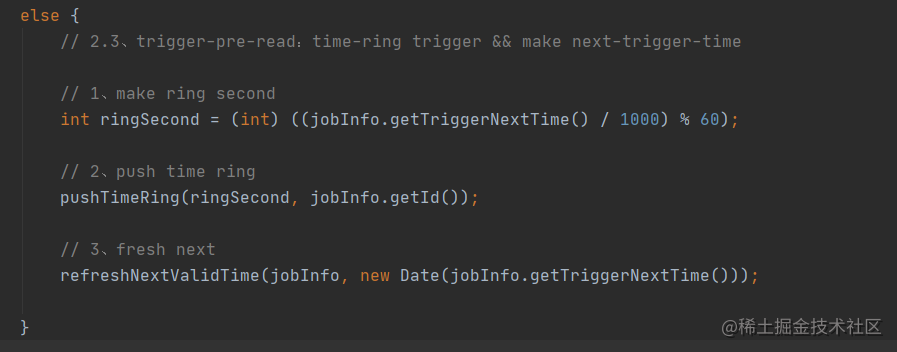 else {
// 2.3、trigger-pre-read：time-ring trigger && make next-trigger-time
// 1、make ring second
int ringSecond = (int) ((jobInfo.getTriggerNextTime() / 1000) % 60);
// 2、push time ring
pushTimeRing(ringSecond, jobInfo.getId());
// 3、fresh next
refreshNextValidTime(jobInfo, new Date(jobInfo.getTriggerNextTime()));
}
@稀土掘金技术社区